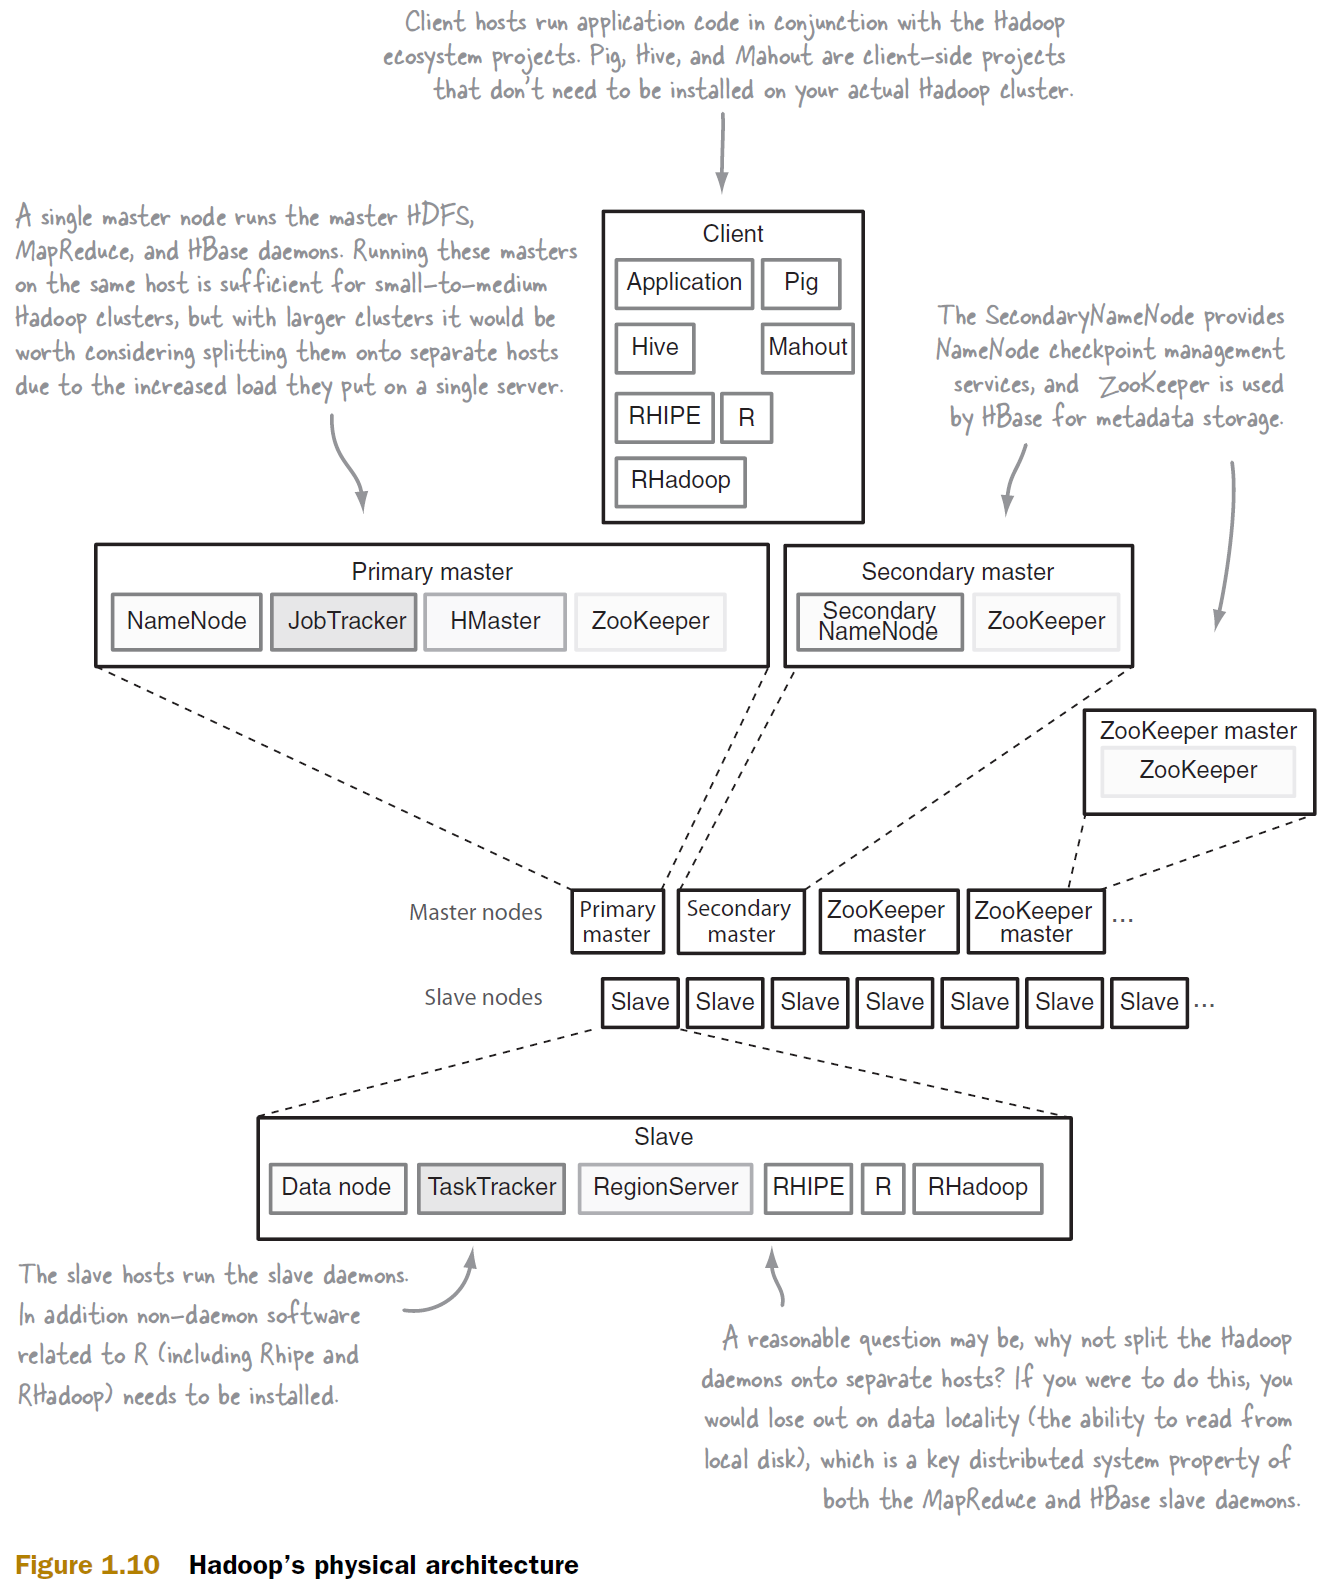 Client hosts run application code in conjunction with the Hadoop
ecosystem projects. Pig, Hive, and Mahout are client-side projects
that don't need to be installed on your actual Hadoop cluster.
A single master node runs the master HDFS,
MapReduce, and HBase daemons. Running these masters
on the same host is sufficient for small-to-medium
Hadoop clusters, but with larger clusters it would be
worth considering splitting them onto separate hosts
due to the increased load they put on a single server.
Client
Application Pig
Hive Mahout
RHIPE R
RHadoop
The SecondaryNameNode provides
NameNode checkpoint management
services, and ZooKeeper is used
by HBase for metadata storage.
Primary master
NameNode JobTracker HMaster ZooKeeper
Secondary master
Secondary
NameNode
ZooKeeper
ZooKeeper master
ZooKeeper
Master nodes
Primary
master
Secondary
master
ZooKeeper
master
ZooKeeper
master
...
Slave nodes
Slave Slave Slave Slave Slave Slave Slave ...
Slave
Data node TaskTracker RegionServer RHIPE R RHadoop
The slave hosts run the slave daemons.
In addition non-daemon software
related to R (including Rhipe and
RHadoop) needs to be installed.
A reasonable question may be, why not split the Hadoop
daemons onto separate hosts? If you were to do this, you
would lose out on data locality (the ability to read from
local disk), which is a key distributed system property of
both the MapReduce and HBase slave daemons.
Figure 1.10 Hadoop's physical architecture